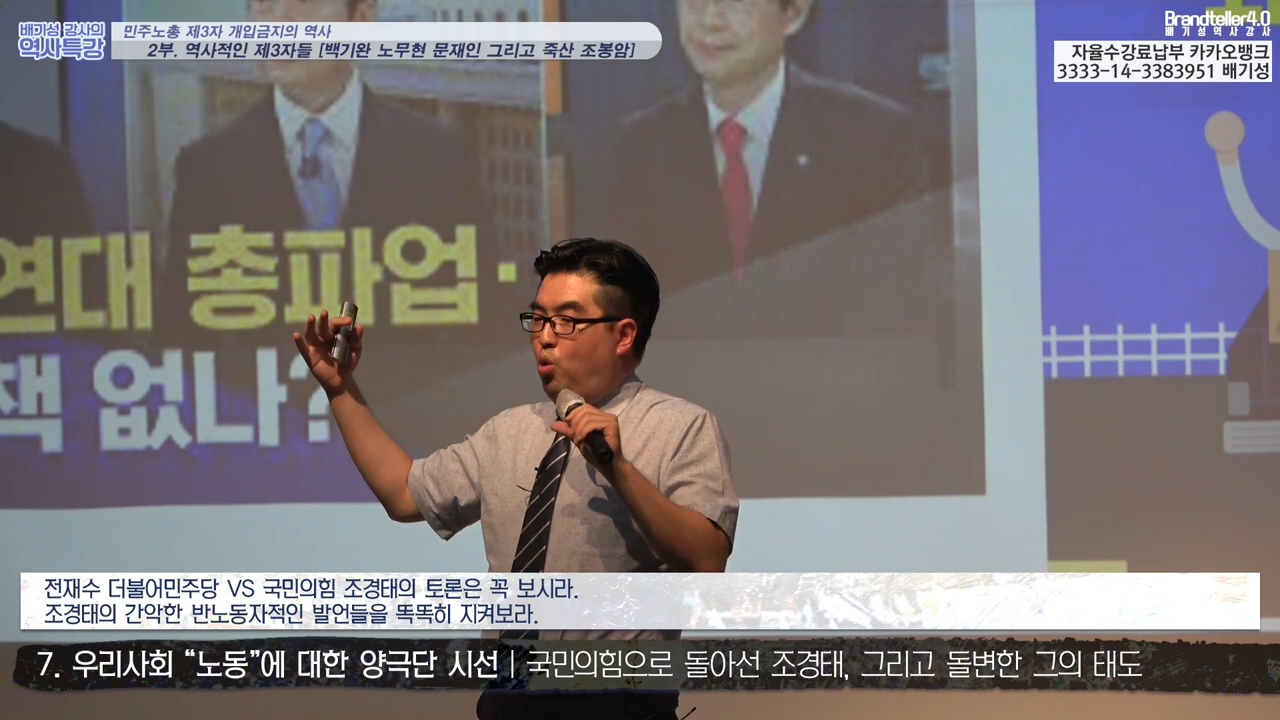 배기성 강사의
역사특강
민주노총 제3자 개입금지의 역사
2부. 역사적인 제3자들 [백기완 노무현 문재인 그리고 죽산 조봉암]
Brandteller4.0
배기성역사강사
자율수강료납부 카카오뱅크
3333-14-3383951 배기성
연대 총파업·
책 없나?
전재수 더불어민주당 VS 국민의힘 조경태의 토론은 꼭 보시라.
조경태의 간악한 반노동자적인 발언들을 똑똑히 지켜보라.
7. 우리사회 “노동”에 대한 양극단 시선 | 국민의힘으로 돌아선 조경태, 그리고 돌변한 그의 태도